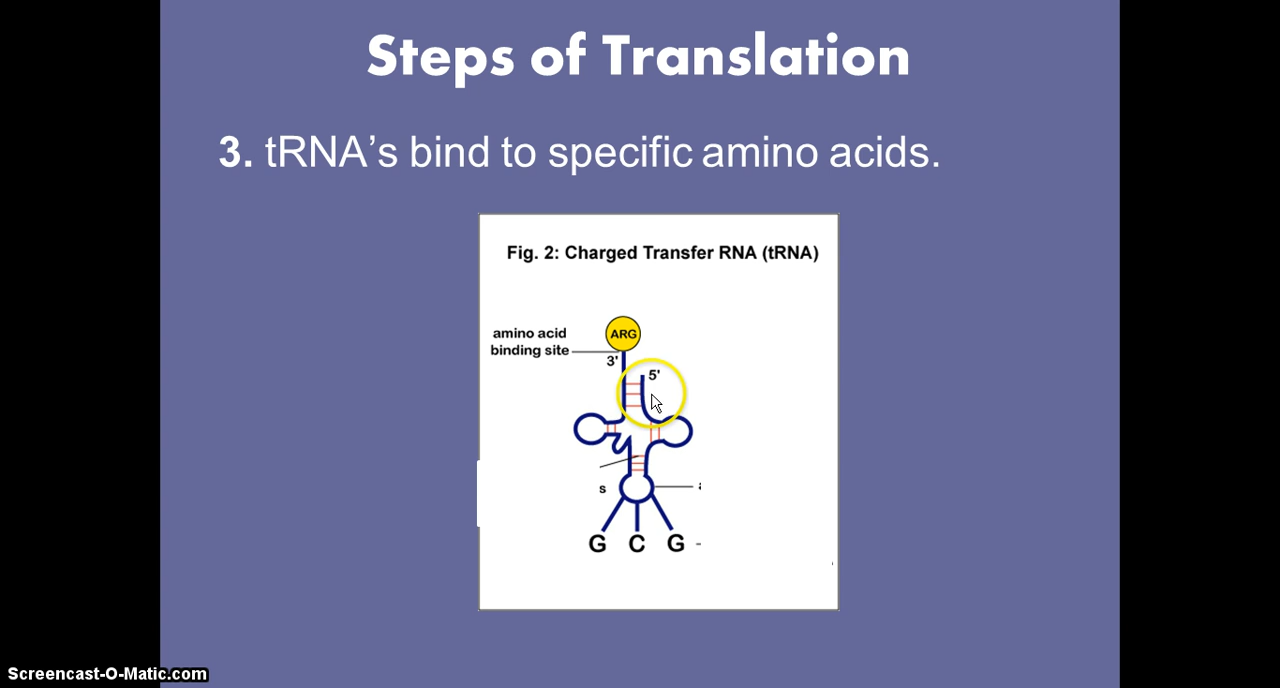 Steps of Translation
3. tRNA’s bind to specific amino acids.
Fig. 2: Charged Transfer RNA (tRNA)
ARG
amino acid
binding site
3'
5'
s
G C G
Screencast-O-Matic.com